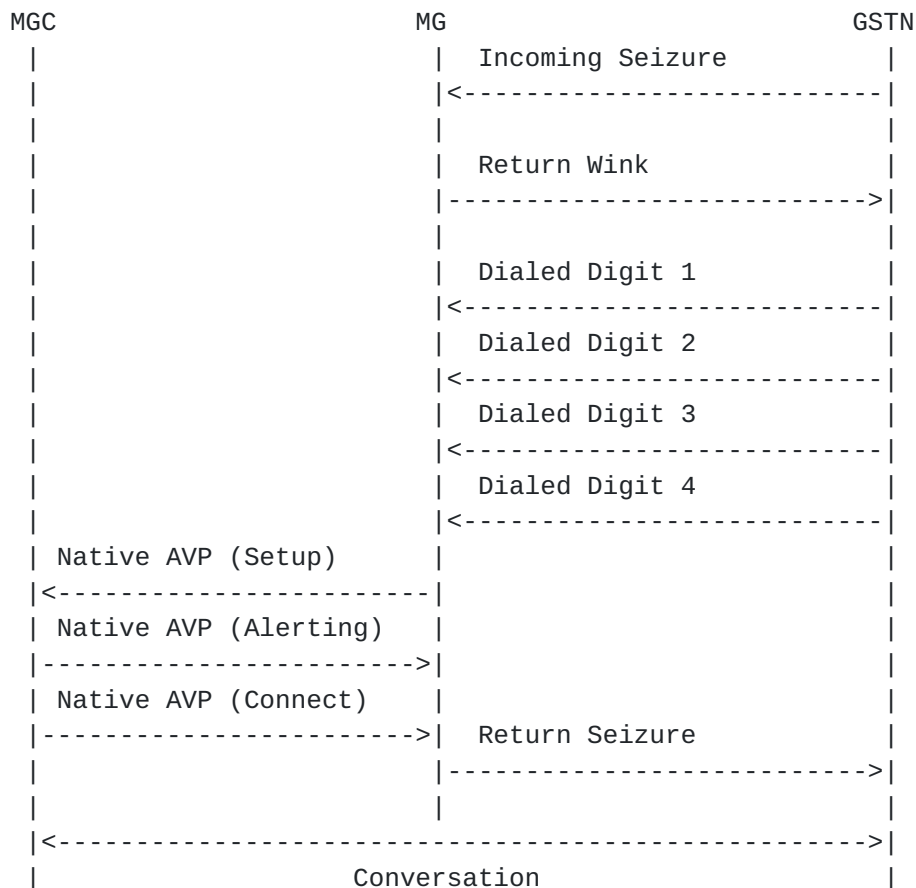 MGC MG GSTN
| | Incoming Seizure |
| |<---------------------------|
| | |
| | Return Wink |
| |--------------------------->|
| | |
| | Dialed Digit 1 |
| |<---------------------------|
| | Dialed Digit 2 |
| |<---------------------------|
| | Dialed Digit 3 |
| |<---------------------------|
| | Dialed Digit 4 |
| |<---------------------------|
| Native AVP (Setup) | |
|<------------------------| |
| Native AVP (Alerting) | |
|------------------------>| |
| Native AVP (Connect) | |
|------------------------>| Return Seizure |
| |--------------------------->|
| | |
|<---------------------------------------------------->|
| Conversation |